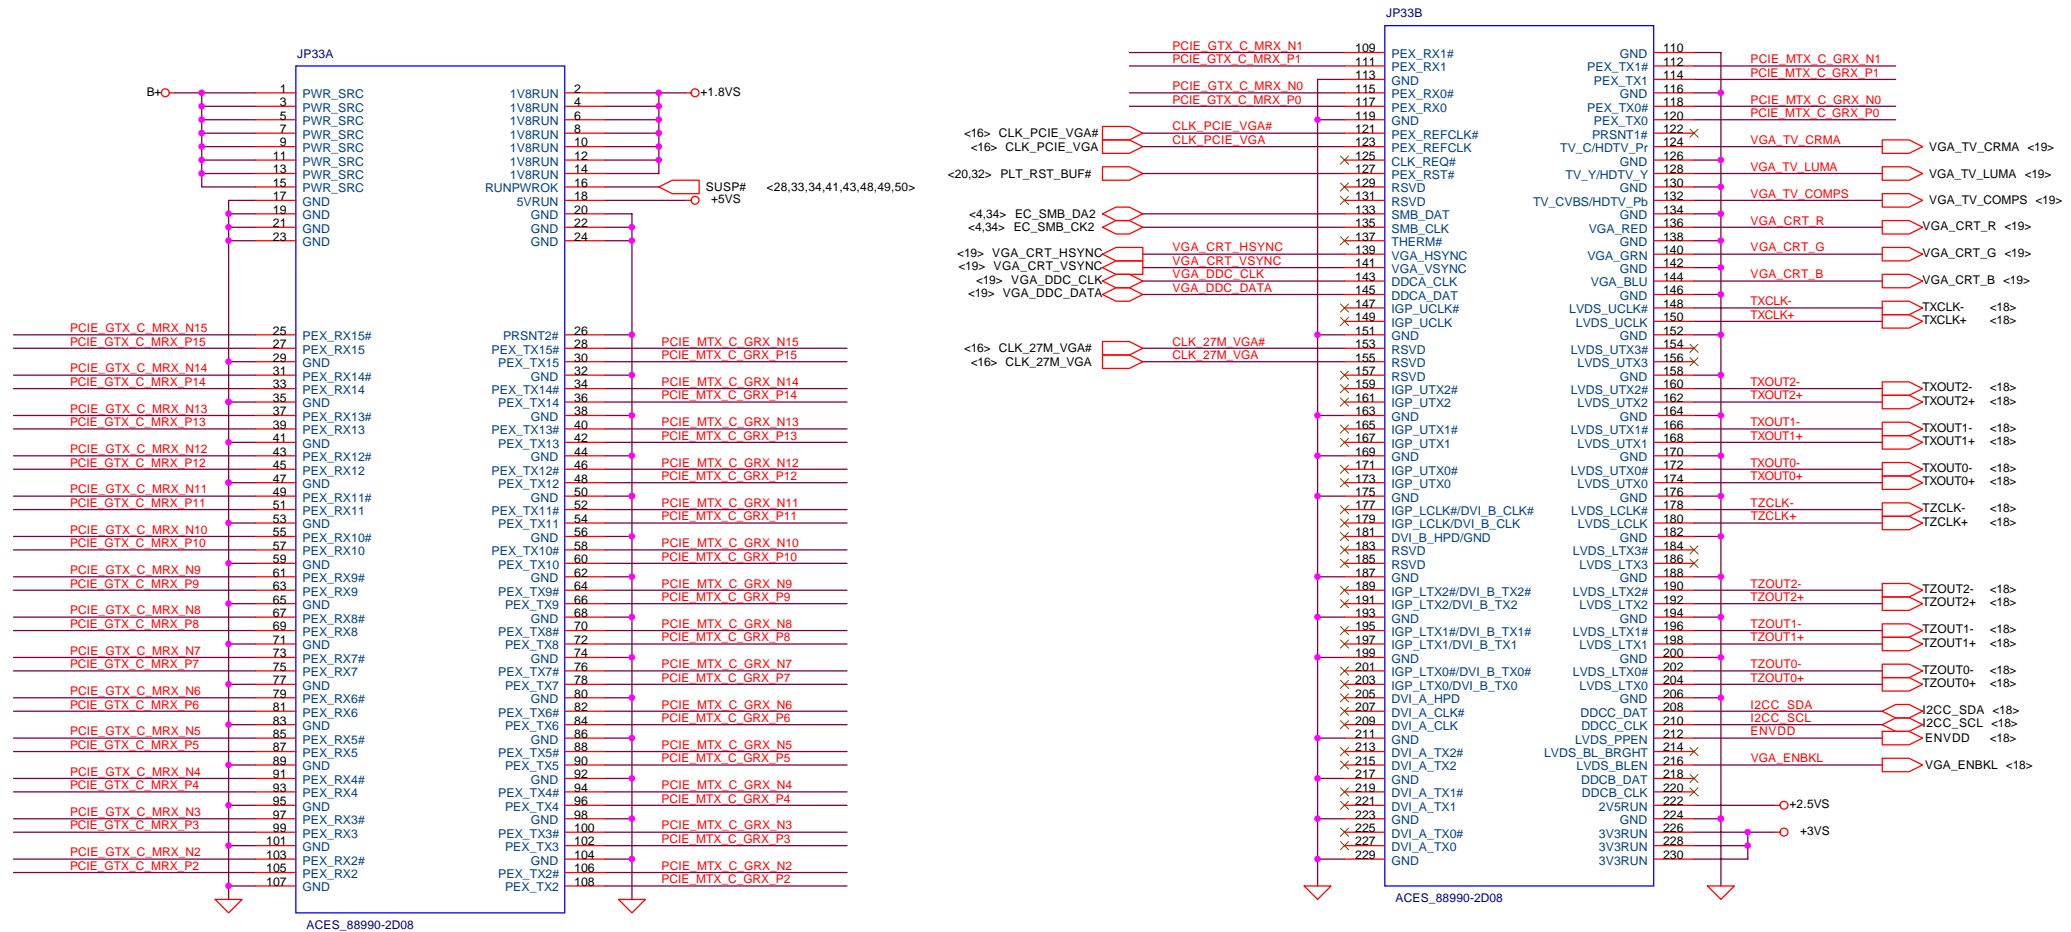 JP33A
B+ 1 PWR_SRC 1V8RUN 2 +1.8VS
3 PWR_SRC 1V8RUN 4
5 PWR_SRC 1V8RUN 6
7 PWR_SRC 1V8RUN 8
9 PWR_SRC 1V8RUN 10
11 PWR_SRC 1V8RUN 12
13 PWR_SRC 1V8RUN 14
15 PWR_SRC RUNPWROK 16 SUSP# <28,33,34,41,43,48,49,50>
17 GND 5VRUN 18 +5VS
19 GND GND 20
21 GND GND 22
23 GND GND 24
PCIE_GTX_C_MRX_N15 25 PEX_RX15# PRSNT2# 26
PCIE_GTX_C_MRX_P15 27 PEX_RX15 PEX_TX15# 28 PCIE_MTX_C_GRX_N15
29 GND PEX_TX15 30 PCIE_MTX_C_GRX_P15
PCIE_GTX_C_MRX_N14 31 PEX_RX14# GND 32
PCIE_GTX_C_MRX_P14 33 PEX_RX14 PEX_TX14# 34 PCIE_MTX_C_GRX_N14
35 GND PEX_TX14 36 PCIE_MTX_C_GRX_P14
PCIE_GTX_C_MRX_N13 37 PEX_RX13# GND 38
PCIE_GTX_C_MRX_P13 39 PEX_RX13 PEX_TX13# 40 PCIE_MTX_C_GRX_N13
41 GND PEX_TX13 42 PCIE_MTX_C_GRX_P13
PCIE_GTX_C_MRX_N12 43 PEX_RX12# GND 44
PCIE_GTX_C_MRX_P12 45 PEX_RX12 PEX_TX12# 46 PCIE_MTX_C_GRX_N12
47 GND PEX_TX12 48 PCIE_MTX_C_GRX_P12
PCIE_GTX_C_MRX_N11 49 PEX_RX11# GND 50
PCIE_GTX_C_MRX_P11 51 PEX_RX11 PEX_TX11# 52 PCIE_MTX_C_GRX_N11
53 GND PEX_TX11 54 PCIE_MTX_C_GRX_P11
PCIE_GTX_C_MRX_N10 55 PEX_RX10# GND 56
PCIE_GTX_C_MRX_P10 57 PEX_RX10 PEX_TX10# 58 PCIE_MTX_C_GRX_N10
59 GND PEX_TX10 60 PCIE_MTX_C_GRX_P10
PCIE_GTX_C_MRX_N9 61 PEX_RX9# GND 62
PCIE_GTX_C_MRX_P9 63 PEX_RX9 PEX_TX9# 64 PCIE_MTX_C_GRX_N9
65 GND PEX_TX9 66 PCIE_MTX_C_GRX_P9
PCIE_GTX_C_MRX_N8 67 PEX_RX8# GND 68
PCIE_GTX_C_MRX_P8 69 PEX_RX8 PEX_TX8# 70 PCIE_MTX_C_GRX_N8
71 GND PEX_TX8 72 PCIE_MTX_C_GRX_P8
PCIE_GTX_C_MRX_N7 73 PEX_RX7# GND 74
PCIE_GTX_C_MRX_P7 75 PEX_RX7 PEX_TX7# 76 PCIE_MTX_C_GRX_N7
77 GND PEX_TX7 78 PCIE_MTX_C_GRX_P7
PCIE_GTX_C_MRX_N6 79 PEX_RX6# GND 80
PCIE_GTX_C_MRX_P6 81 PEX_RX6 PEX_TX6# 82 PCIE_MTX_C_GRX_N6
83 GND PEX_TX6 84 PCIE_MTX_C_GRX_P6
PCIE_GTX_C_MRX_N5 85 PEX_RX5# GND 86
PCIE_GTX_C_MRX_P5 87 PEX_RX5 PEX_TX5# 88 PCIE_MTX_C_GRX_N5
89 GND PEX_TX5 90 PCIE_MTX_C_GRX_P5
PCIE_GTX_C_MRX_N4 91 PEX_RX4# GND 92
PCIE_GTX_C_MRX_P4 93 PEX_RX4 PEX_TX4# 94 PCIE_MTX_C_GRX_N4
95 GND PEX_TX4 96 PCIE_MTX_C_GRX_P4
PCIE_GTX_C_MRX_N3 97 PEX_RX3# GND 98
PCIE_GTX_C_MRX_P3 99 PEX_RX3 PEX_TX3# 100 PCIE_MTX_C_GRX_N3
101 GND PEX_TX3 102 PCIE_MTX_C_GRX_P3
PCIE_GTX_C_MRX_N2 103 PEX_RX2# GND 104
PCIE_GTX_C_MRX_P2 105 PEX_RX2 PEX_TX2# 106 PCIE_MTX_C_GRX_N2
107 GND PEX_TX2 108 PCIE_MTX_C_GRX_P2
ACES_88990-2D08
JP33B
PCIE_GTX_C_MRX_N1 109 PEX_RX1# GND 110
PCIE_GTX_C_MRX_P1 111 PEX_RX1 PEX_TX1# 112 PCIE_MTX_C_GRX_N1
113 GND PEX_TX1 114 PCIE_MTX_C_GRX_P1
PCIE_GTX_C_MRX_N0 115 PEX_RX0# GND 116
PCIE_GTX_C_MRX_P0 117 PEX_RX0 PEX_TX0# 118 PCIE_MTX_C_GRX_N0
119 GND PEX_TX0 120 PCIE_MTX_C_GRX_P0
<16> CLK_PCIE_VGA# CLK_PCIE_VGA# 121 PEX_REFCLK# PRSNT1# 122
<16> CLK_PCIE_VGA CLK_PCIE_VGA 123 PEX_REFCLK TV_C/HDTV_Pr 124 VGA_TV_CRMA VGA_TV_CRMA <19>
125 CLK_REQ# GND 126
<20,32> PLT_RST_BUF# 127 PEX_RST# TV_Y/HDTV_Y 128 VGA_TV_LUMA VGA_TV_LUMA <19>
129 RSVD GND 130
131 RSVD TV_CVBS/HDTV_Pb 132 VGA_TV_COMPS VGA_TV_COMPS <19>
<4,34> EC_SMB_DA2 133 SMB_DAT GND 134
<4,34> EC_SMB_CK2 135 SMB_CLK VGA_RED 136 VGA_CRT_R VGA_CRT_R <19>
137 THERM# GND 138
<19> VGA_CRT_HSYNC VGA_CRT_HSYNC 139 VGA_HSYNC VGA_GRN 140 VGA_CRT_G VGA_CRT_G <19>
<19> VGA_CRT_VSYNC VGA_CRT_VSYNC 141 VGA_VSYNC GND 142
<19> VGA_DDC_CLK VGA_DDC_CLK 143 DDCA_CLK VGA_BLU 144 VGA_CRT_B VGA_CRT_B <19>
<19> VGA_DDC_DATA VGA_DDC_DATA 145 DDCA_DAT GND 146
147 IGP_UCLK# LVDS_UCLK# 148 TXCLK- TXCLK- <18>
149 IGP_UCLK LVDS_UCLK 150 TXCLK+ TXCLK+ <18>
151 GND GND 152
<16> CLK_27M_VGA# CLK_27M_VGA# 153 RSVD LVDS_UTX3# 154
<16> CLK_27M_VGA CLK_27M_VGA 155 RSVD LVDS_UTX3 156
157 RSVD GND 158
159 IGP_UTX2# LVDS_UTX2# 160 TXOUT2- TXOUT2- <18>
161 IGP_UTX2 LVDS_UTX2 162 TXOUT2+ TXOUT2+ <18>
163 GND GND 164
165 IGP_UTX1# LVDS_UTX1# 166 TXOUT1- TXOUT1- <18>
167 IGP_UTX1 LVDS_UTX1 168 TXOUT1+ TXOUT1+ <18>
169 GND GND 170
171 IGP_UTX0# LVDS_UTX0# 172 TXOUT0- TXOUT0- <18>
173 IGP_UTX0 LVDS_UTX0 174 TXOUT0+ TXOUT0+ <18>
175 GND GND 176
177 IGP_LCLK#/DVI_B_CLK# LVDS_LCLK# 178 TZCLK- TZCLK- <18>
179 IGP_LCLK/DVI_B_CLK LVDS_LCLK 180 TZCLK+ TZCLK+ <18>
181 DVI_B_HPD/GND GND 182
183 RSVD LVDS_LTX3# 184
185 RSVD LVDS_LTX3 186
187 GND GND 188
189 IGP_LTX2#/DVI_B_TX2# LVDS_LTX2# 190 TZOUT2- TZOUT2- <18>
191 IGP_LTX2/DVI_B_TX2 LVDS_LTX2 192 TZOUT2+ TZOUT2+ <18>
193 GND GND 194
195 IGP_LTX1#/DVI_B_TX1# LVDS_LTX1# 196 TZOUT1- TZOUT1- <18>
197 IGP_LTX1/DVI_B_TX1 LVDS_LTX1 198 TZOUT1+ TZOUT1+ <18>
199 GND GND 200
201 IGP_LTX0#/DVI_B_TX0# LVDS_LTX0# 202 TZOUT0- TZOUT0- <18>
203 IGP_LTX0/DVI_B_TX0 LVDS_LTX0 204 TZOUT0+ TZOUT0+ <18>
205 DVI_A_HPD GND 206
207 DVI_A_CLK# DDCC_DAT 208 I2CC_SDA I2CC_SDA <18>
209 DVI_A_CLK DDCC_CLK 210 I2CC_SCL I2CC_SCL <18>
211 GND LVDS_PPEN 212 ENVDD ENVDD <18>
213 DVI_A_TX2# LVDS_BL_BRGHT 214
215 DVI_A_TX2 LVDS_BLEN 216 VGA_ENBKL VGA_ENBKL <18>
217 GND DDCB_DAT 218
219 DVI_A_TX1# DDCB_CLK 220
221 DVI_A_TX1 2V5RUN 222 +2.5VS
223 GND GND 224
225 DVI_A_TX0# 3V3RUN 226 +3VS
227 DVI_A_TX0 3V3RUN 228
229 GND 3V3RUN 230
ACES_88990-2D08